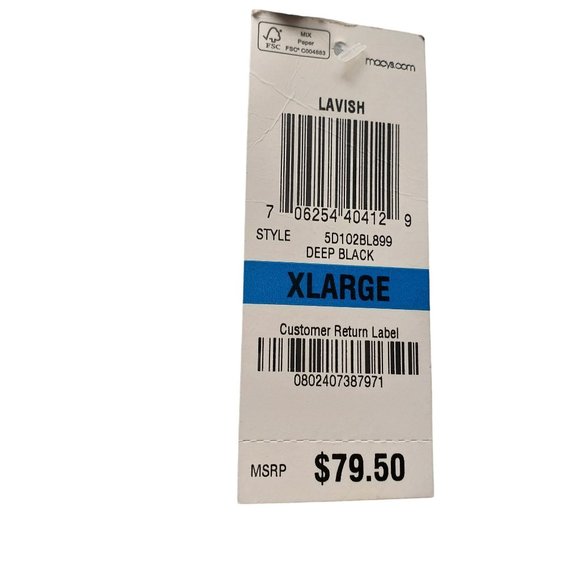 MIX
Paper
FSC
FSC® C004883
macys.com
LAVISH
7 06254 40412 9
STYLE 5D102BL899
DEEP BLACK
XLARGE
Customer Return Label
0802407387971
MSRP $79.50